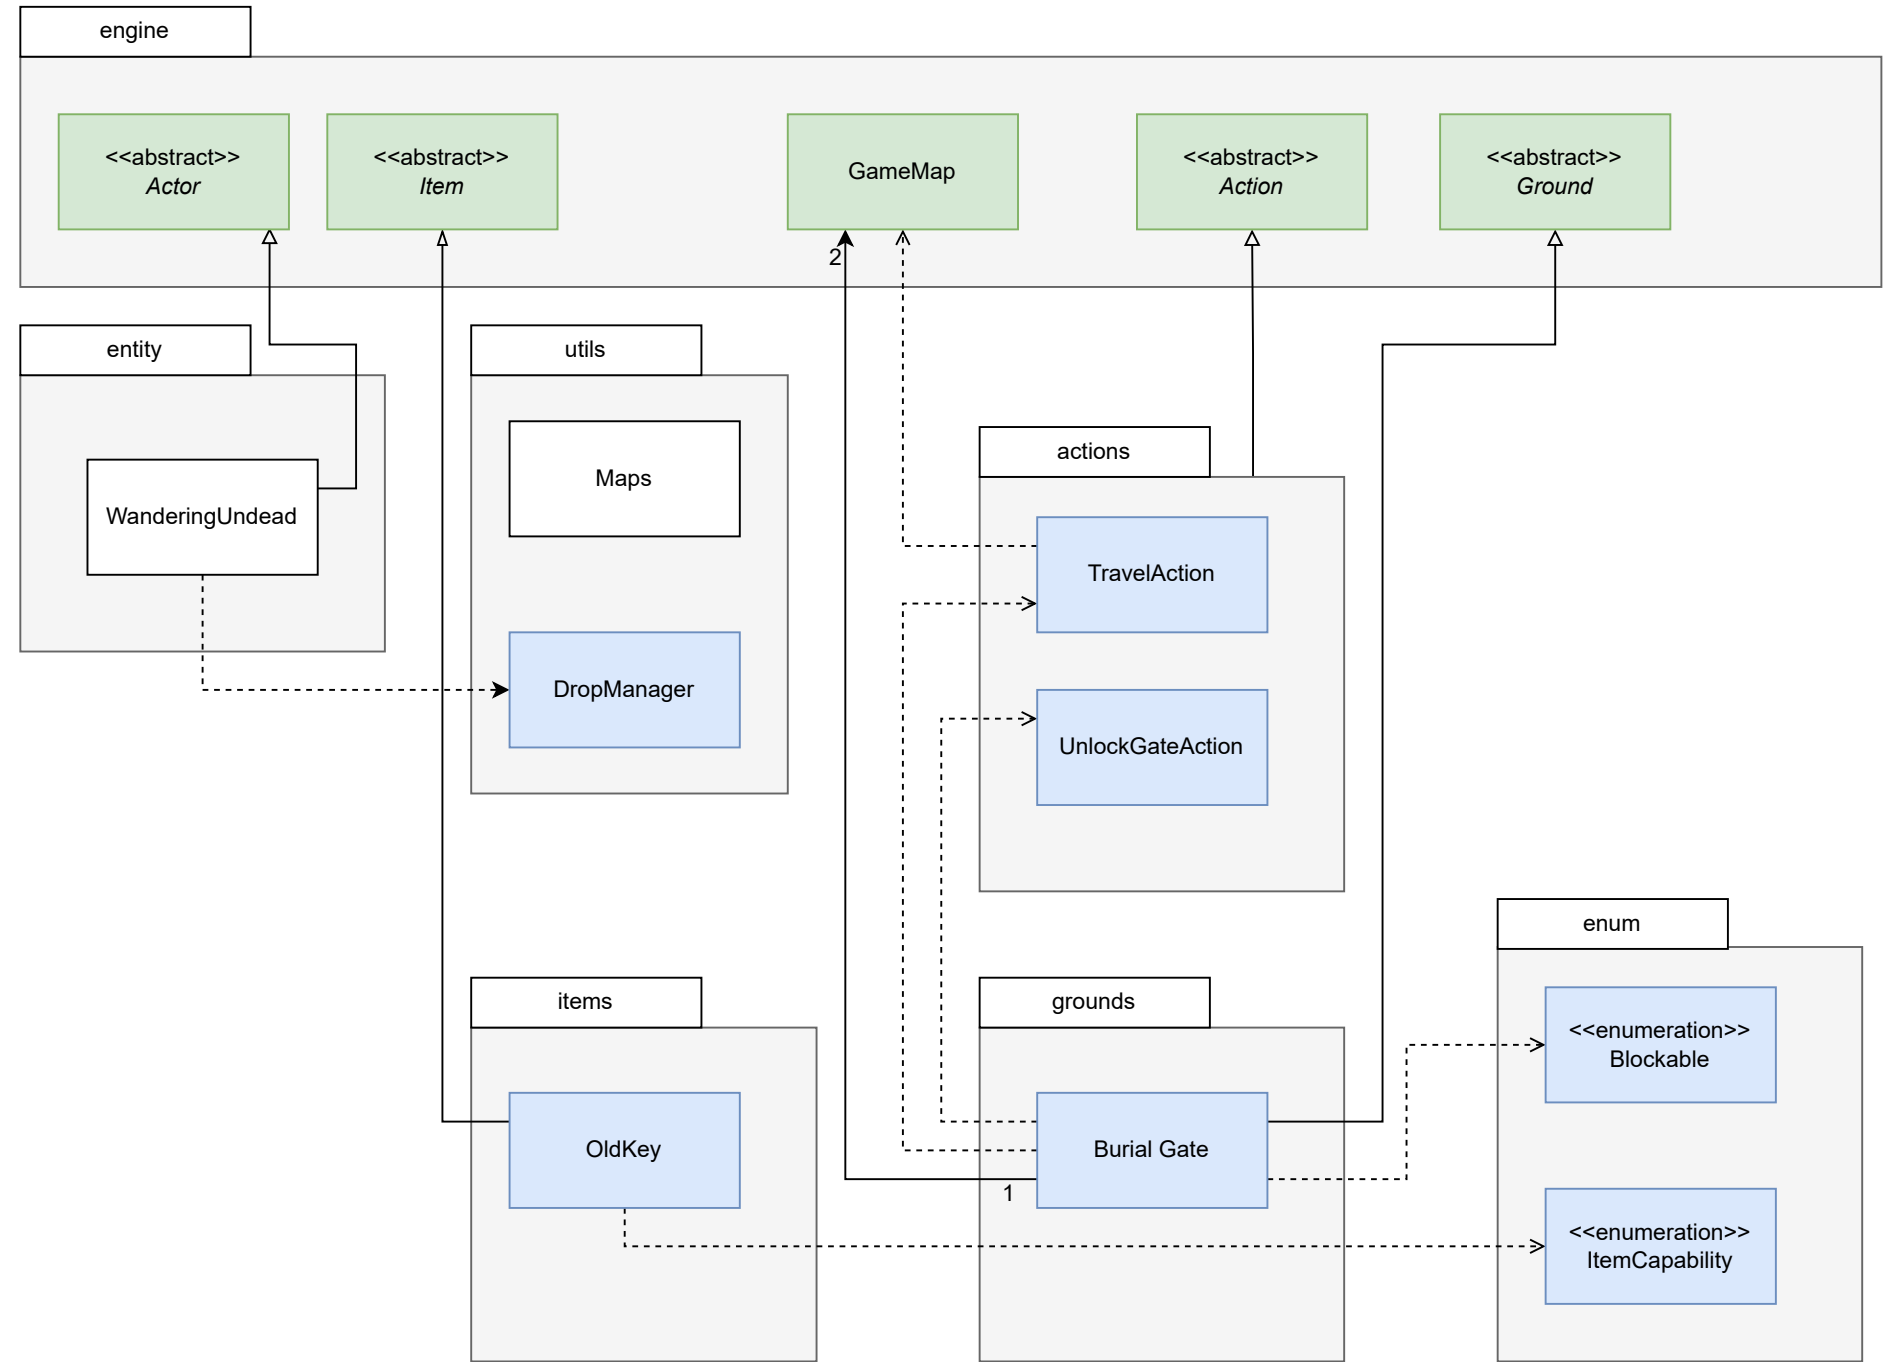 engine
<<abstract>>
Actor
<<abstract>>
Item
GameMap
<<abstract>>
Action
<<abstract>>
Ground
2
entity
utils
WanderingUndead
Maps
DropManager
actions
TravelAction
UnlockGateAction
items
OldKey
grounds
Burial Gate
1
enum
<<enumeration>>
Blockable
<<enumeration>>
ItemCapability